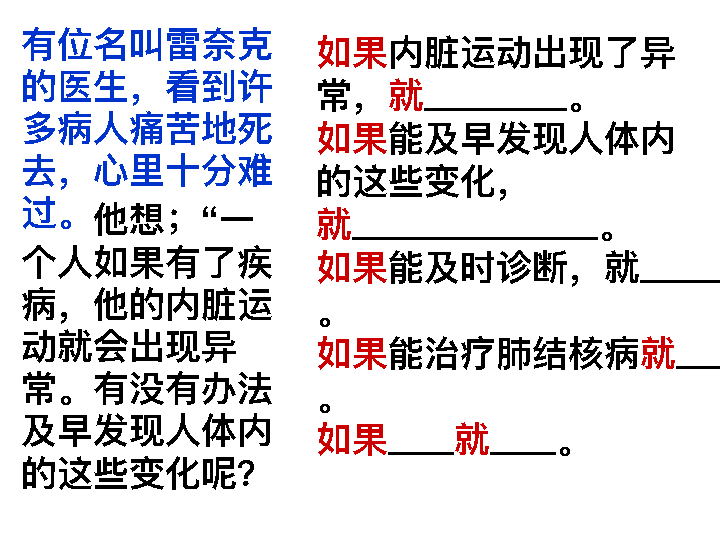 有位名叫雷奈克
的医生，看到许
多病人痛苦地死
去，心里十分难
过。他想；“一
个人如果有了疾
病，他的内脏运
动就会出现异
常。有没有办法
及早发现人体内
的这些变化呢？
如果内脏运动出现了异
常，就________。
如果能及早发现人体内
的这些变化，
就______________。
如果能及时诊断，就_____
。
如果能治疗肺结核病就___
。
如果____就____。